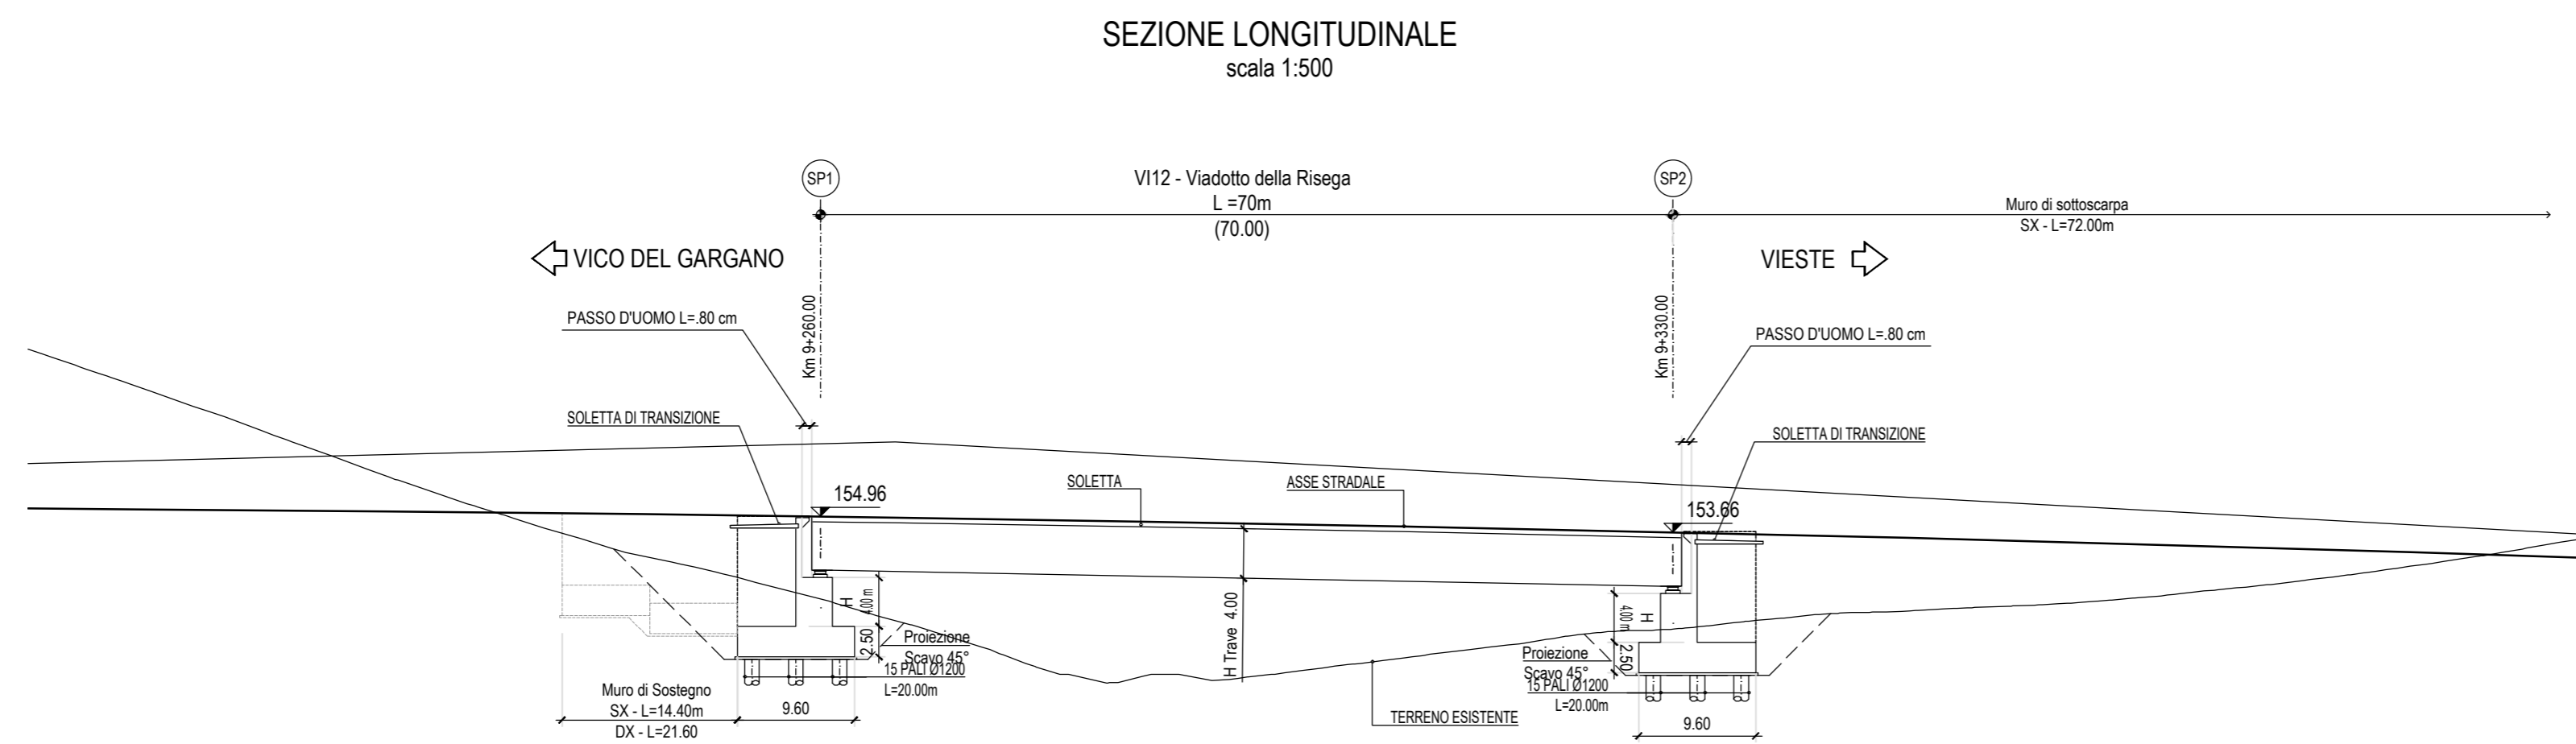 SEZIONE LONGITUDINALE
scala 1:500
SP1
VI12 - Viadotto della Risega
L =70m
(70.00)
SP2
Muro di sottoscarpa
SX - L=72.00m
VICO DEL GARGANO
VIESTE
Km 9+260.00
Km 9+330.00
PASSO D'UOMO L=.80 cm
PASSO D'UOMO L=.80 cm
SOLETTA DI TRANSIZIONE
SOLETTA DI TRANSIZIONE
154.96
SOLETTA
ASSE STRADALE
153.66
H
4.00 m
2.50
Proiezione
Scavo 45°
15 PALI Ø1200
L=20.00m
H Trave 4.00
4.00 m
H
2.50
Proiezione
Scavo 45°
15 PALI Ø1200
L=20.00m
Muro di Sostegno
SX - L=14.40m
DX - L=21.60
9.60
TERRENO ESISTENTE
9.60